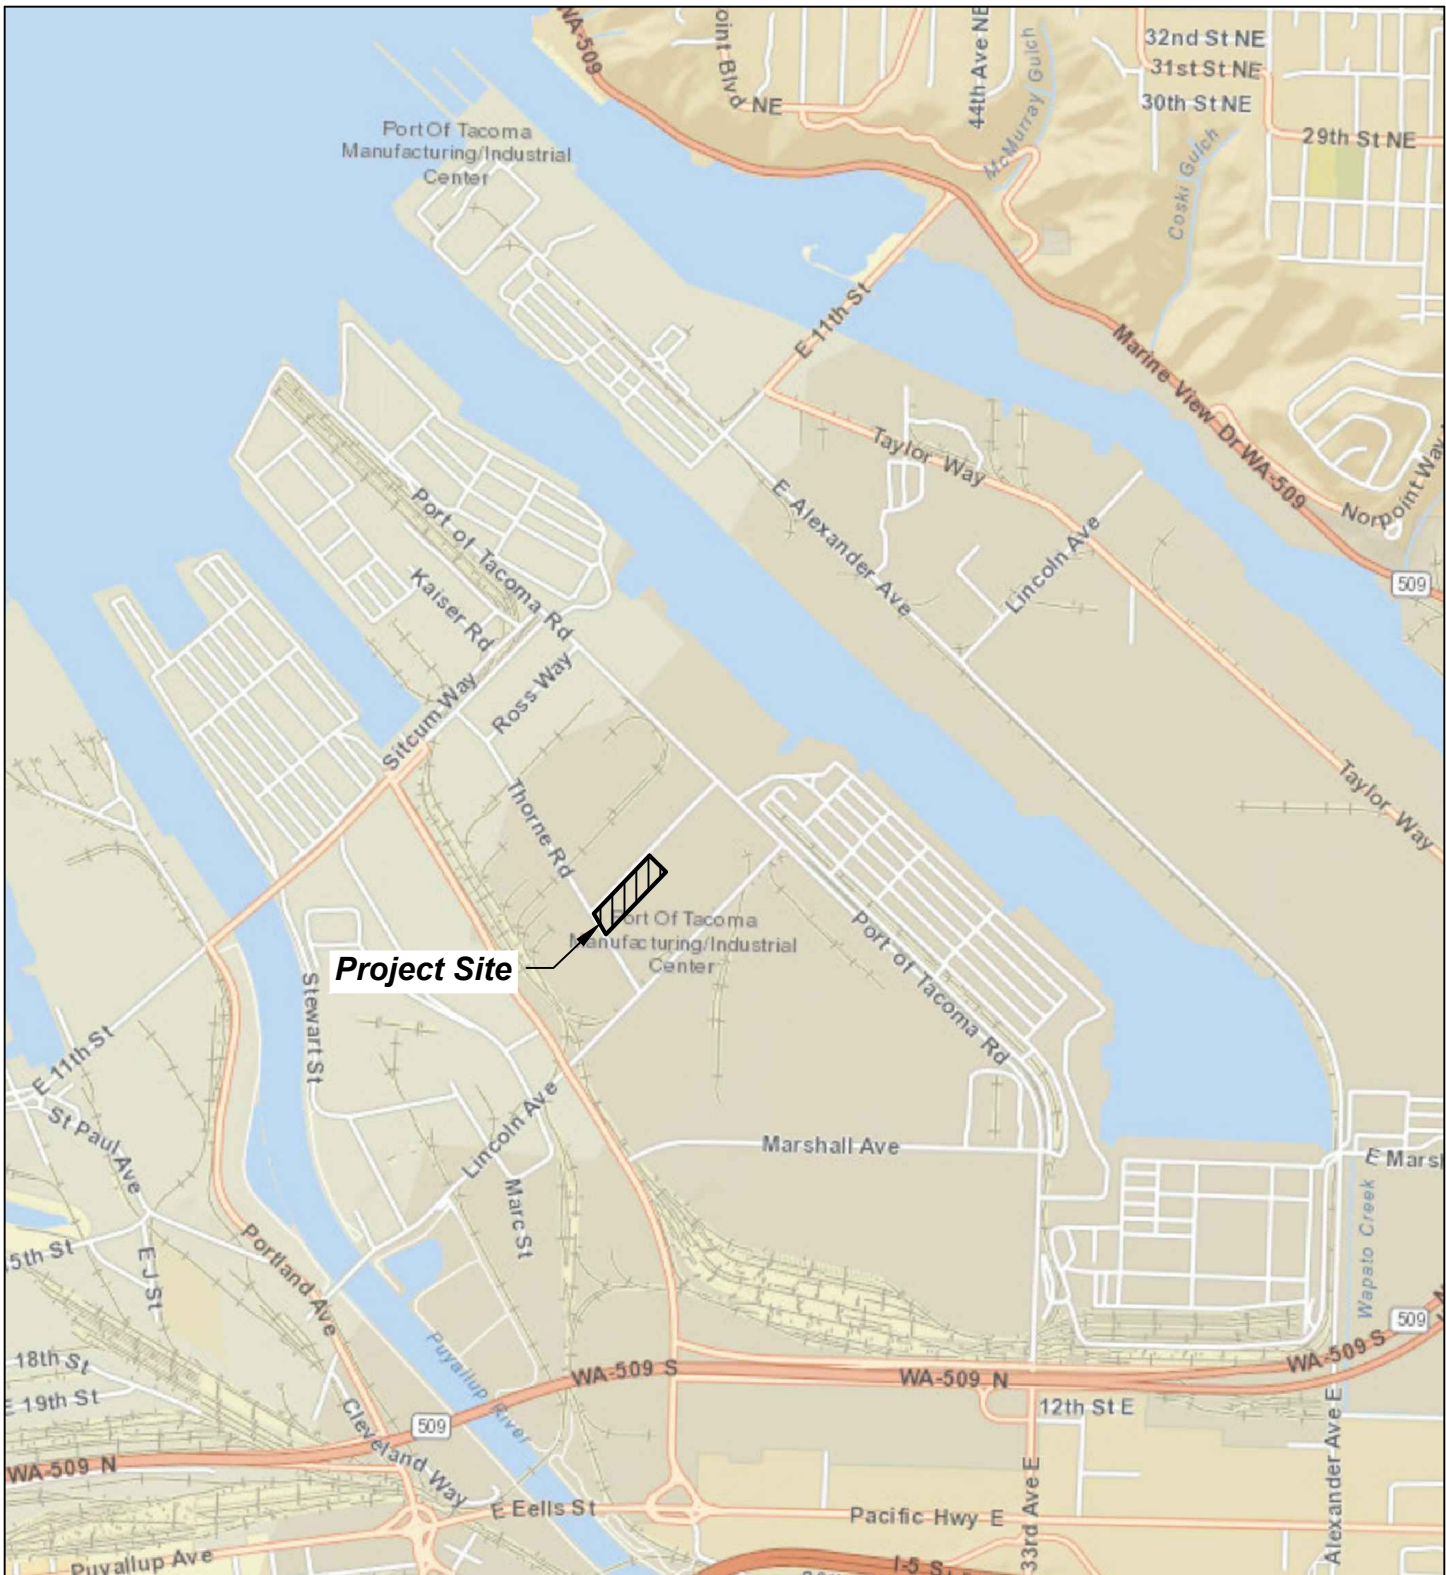 WA-509
oint Blvd NE
44th Ave NE
McMurray Gulch
32nd St NE
31st St NE
30th St NE
29th St NE
Coski Gulch
Port Of Tacoma
Manufacturing/Industrial
Center
E 11th St
Marine View Dr WA-509
Norpoint Way
Taylor Way
E Alexander Ave
Lincoln Ave
509
Port of Tacoma Rd
Kaiser Rd
Ross Way
Sitcum Way
Thorne Rd
Taylor Way
Port Of Tacoma
Manufacturing/Industrial
Center
Project Site
Port of Tacoma Rd
Stewart St
E 11th St
St Paul Ave
Lincoln Ave
Marshall Ave
E Marsh
Marc St
Wapato Creek
5th St
E J St
Portland Ave
Puyallup River
509
WA-509 S
18th St
E 19th St
WA-509 S
WA-509 N
12th St E
Cleveland Way
509
WA-509 N
Alexander Ave E
E Eells St
Pacific Hwy E
33rd Ave E
Puyallup Ave
I-5 S